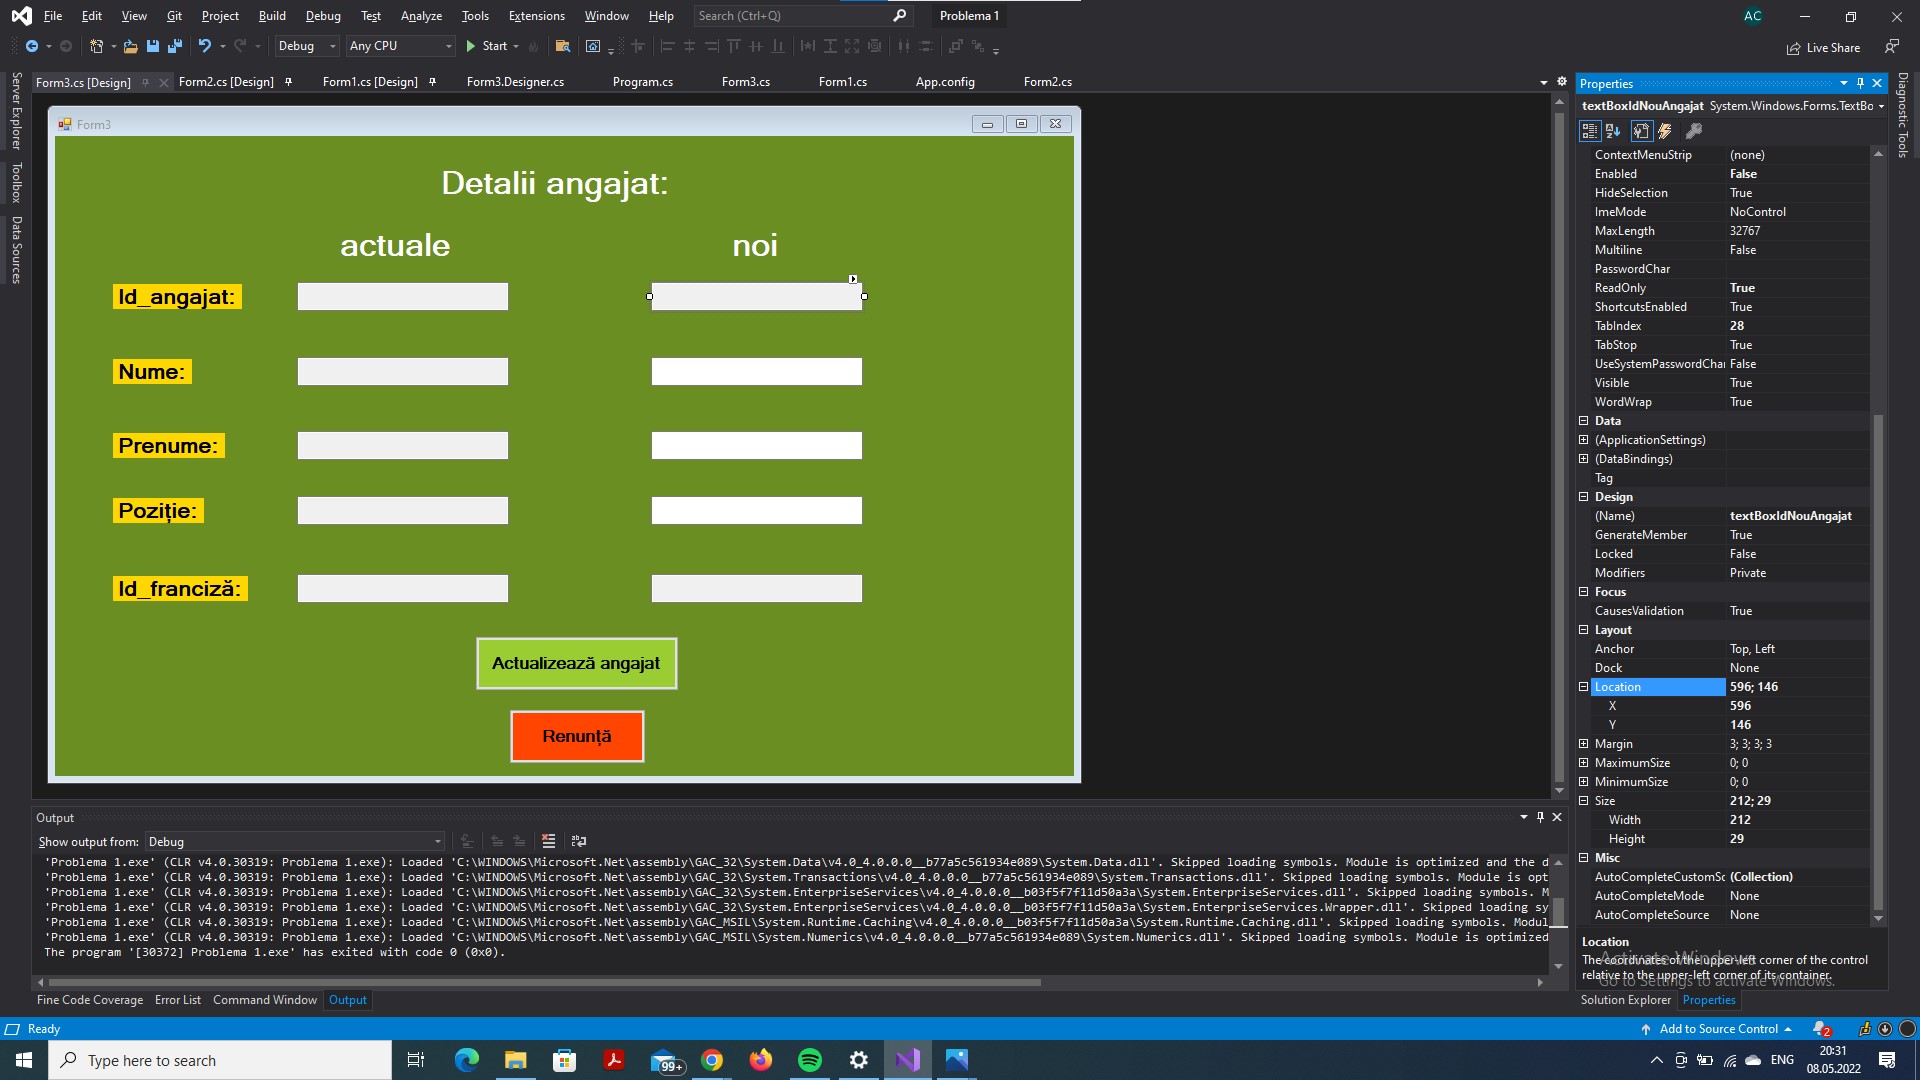 File Edit View Git Project Build Debug Test Analyze Tools Extensions Window Help Search (Ctrl+Q) Problema 1 AC
Debug Any CPU Start Live Share
Form3.cs [Design] Form2.cs [Design] Form1.cs [Design] Form3.Designer.cs Program.cs Form3.cs Form1.cs App.config Form2.cs
Server Explorer
Toolbox
Data Sources
Form3
Detalii angajat:
actuale noi
Id_angajat:
Nume:
Prenume:
Poziție:
Id_franciză:
Actualizează angajat
Renunță
Properties
textBoxIdNouAngajat System.Windows.Forms.TextBo
ContextMenuStrip (none)
Enabled False
HideSelection True
ImeMode NoControl
MaxLength 32767
Multiline False
PasswordChar
ReadOnly True
ShortcutsEnabled True
TabIndex 28
TabStop True
UseSystemPasswordChar False
Visible True
WordWrap True
Data
(ApplicationSettings)
(DataBindings)
Tag
Design
(Name) textBoxIdNouAngajat
GenerateMember True
Locked False
Modifiers Private
Focus
CausesValidation True
Layout
Anchor Top, Left
Dock None
Location 596; 146
X 596
Y 146
Margin 3; 3; 3; 3
MaximumSize 0; 0
MinimumSize 0; 0
Size 212; 29
Width 212
Height 29
Misc
AutoCompleteCustomSo (Collection)
AutoCompleteMode None
AutoCompleteSource None
Location
The coordinates of the upper-left corner of the control
relative to the upper-left corner of its container.
Activate Windows
Go to Settings to activate Windows.
Solution Explorer Properties
Diagnostic Tools
Output
Show output from: Debug
'Problema 1.exe' (CLR v4.0.30319: Problema 1.exe): Loaded 'C:\WINDOWS\Microsoft.Net\assembly\GAC_32\System.Data\v4.0_4.0.0.0__b77a5c561934e089\System.Data.dll'. Skipped loading symbols. Module is optimized and the d
'Problema 1.exe' (CLR v4.0.30319: Problema 1.exe): Loaded 'C:\WINDOWS\Microsoft.Net\assembly\GAC_32\System.Transactions\v4.0_4.0.0.0__b77a5c561934e089\System.Transactions.dll'. Skipped loading symbols. Module is opt
'Problema 1.exe' (CLR v4.0.30319: Problema 1.exe): Loaded 'C:\WINDOWS\Microsoft.Net\assembly\GAC_32\System.EnterpriseServices\v4.0_4.0.0.0__b03f5f7f11d50a3a\System.EnterpriseServices.dll'. Skipped loading symbols. M
'Problema 1.exe' (CLR v4.0.30319: Problema 1.exe): Loaded 'C:\WINDOWS\Microsoft.Net\assembly\GAC_32\System.EnterpriseServices\v4.0_4.0.0.0__b03f5f7f11d50a3a\System.EnterpriseServices.Wrapper.dll'. Skipped loading sy
'Problema 1.exe' (CLR v4.0.30319: Problema 1.exe): Loaded 'C:\WINDOWS\Microsoft.Net\assembly\GAC_MSIL\System.Runtime.Caching\v4.0_4.0.0.0__b03f5f7f11d50a3a\System.Runtime.Caching.dll'. Skipped loading symbols. Modul
'Problema 1.exe' (CLR v4.0.30319: Problema 1.exe): Loaded 'C:\WINDOWS\Microsoft.Net\assembly\GAC_MSIL\System.Numerics\v4.0_4.0.0.0__b77a5c561934e089\System.Numerics.dll'. Skipped loading symbols. Module is optimized
The program '[30372] Problema 1.exe' has exited with code 0 (0x0).
Fine Code Coverage Error List Command Window Output
Ready Add to Source Control 2
Type here to search 99+ ENG 20:31
08.05.2022